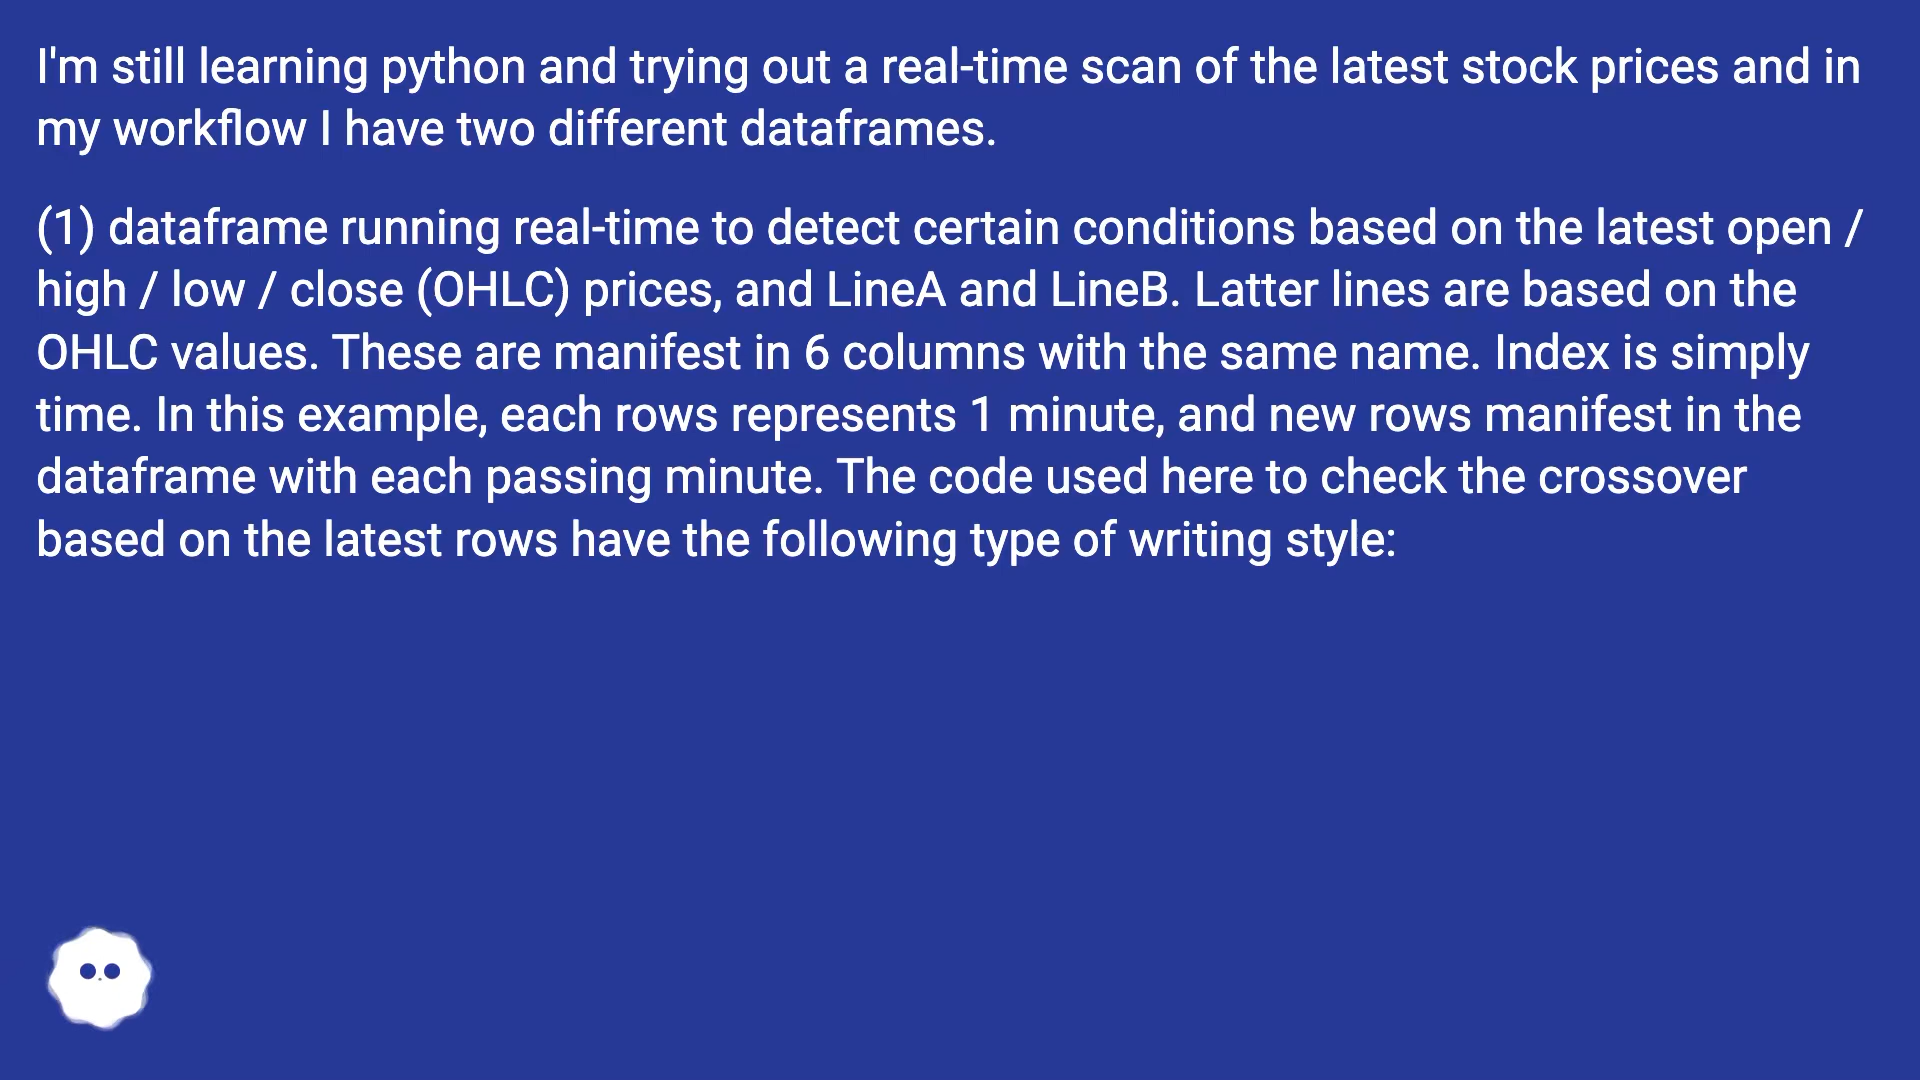 I'm still learning python and trying out a real-time scan of the latest stock prices and in
my workflow I have two different dataframes.
(1) dataframe running real-time to detect certain conditions based on the latest open /
high / low / close (OHLC) prices, and LineA and LineB. Latter lines are based on the
OHLC values. These are manifest in 6 columns with the same name. Index is simply
time. In this example, each rows represents 1 minute, and new rows manifest in the
dataframe with each passing minute. The code used here to check the crossover
based on the latest rows have the following type of writing style: